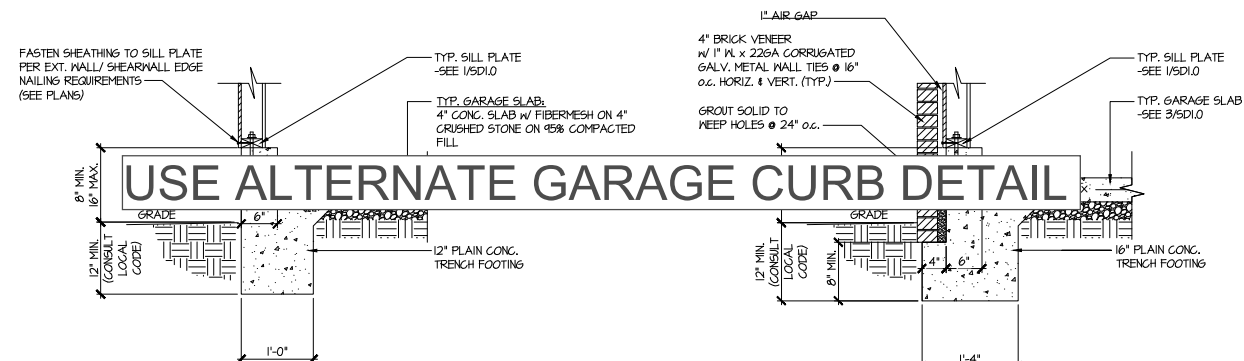 FASTEN SHEATHING TO SILL PLATE
PER EXT. WALL/ SHEARWALL EDGE
NAILING REQUIREMENTS
(SEE PLANS)
TYP. SILL PLATE
-SEE 1/SD1.0
TYP. GARAGE SLAB:
4" CONC. SLAB W/ FIBERMESH ON 4"
CRUSHED STONE ON 95% COMPACTED
FILL
8" MIN.
16" MAX.
GRADE
6"
12" MIN.
(CONSULT
LOCAL
CODE)
12" PLAIN CONC.
TRENCH FOOTING
1'-0"
USE ALTERNATE GARAGE CURB DETAIL
1" AIR GAP
4" BRICK VENEER
W/ 1" W. x 22GA CORRUGATED
GALV. METAL WALL TIES @ 16"
O.C. HORIZ. & VERT. (TYP.)
GROUT SOLID TO
WEEP HOLES @ 24" O.C.
TYP. SILL PLATE
-SEE 1/SD1.0
TYP. GARAGE SLAB
-SEE 3/SD1.0
GRADE
12" MIN.
(CONSULT
LOCAL
CODE)
8" MIN.
4"
6"
16" PLAIN CONC.
TRENCH FOOTING
1'-4"